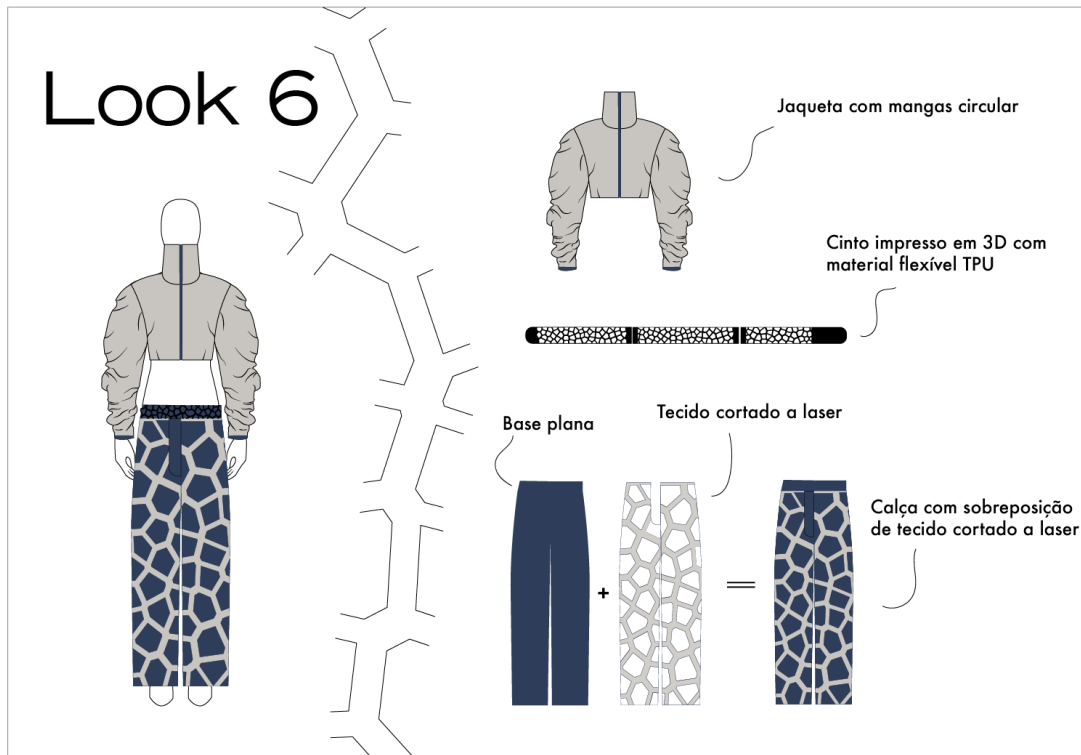 Look 6
Jaqueta com mangas circular
Cinto impresso em 3D com
material flexível TPU
Base plana
Tecido cortado a laser
+
=
Calça com sobreposição
de tecido cortado a laser